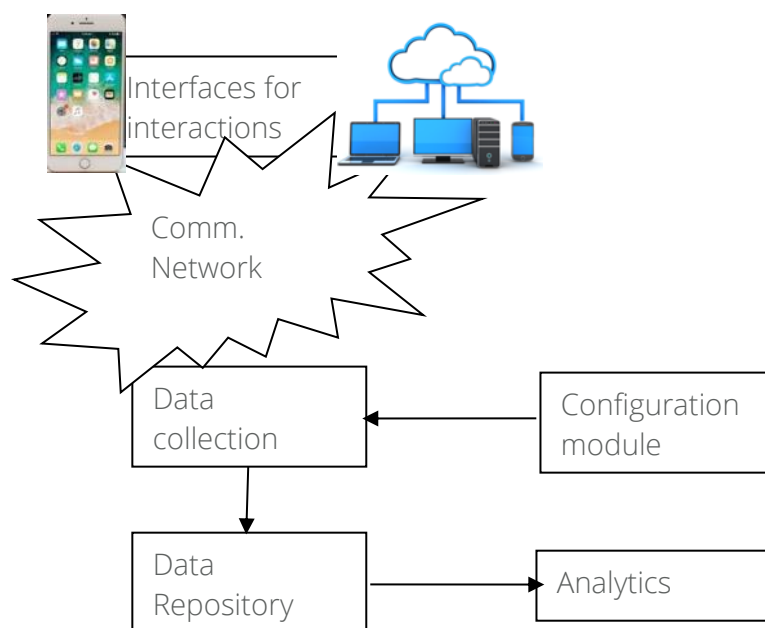 Interfaces for
interactions
Comm.
Network
Data
collection
Configuration
module
Data
Repository
Analytics